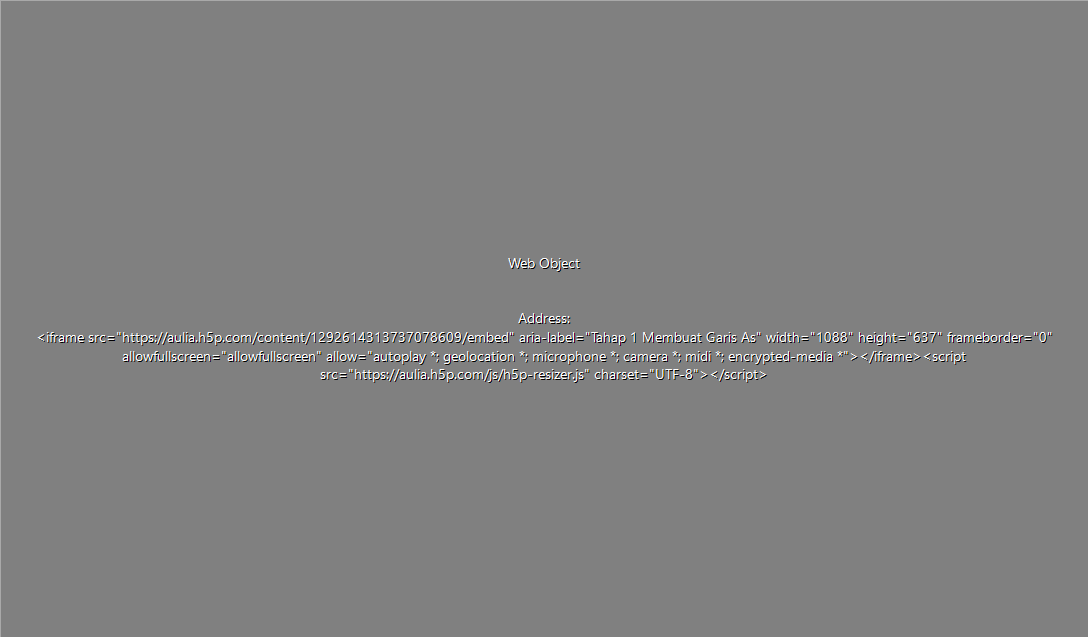 Web Object
Address:
<iframe src="https://aulia.h5p.com/content/1292614313737078609/embed" aria-label="Tahap 1 Membuat Garis As" width="1088" height="637" frameborder="0"
allowfullscreen="allowfullscreen" allow="autoplay *; geolocation *; microphone *; camera *; midi *; encrypted-media *"></iframe><script
src="https://aulia.h5p.com/js/h5p-resizer.js" charset="UTF-8"></script>